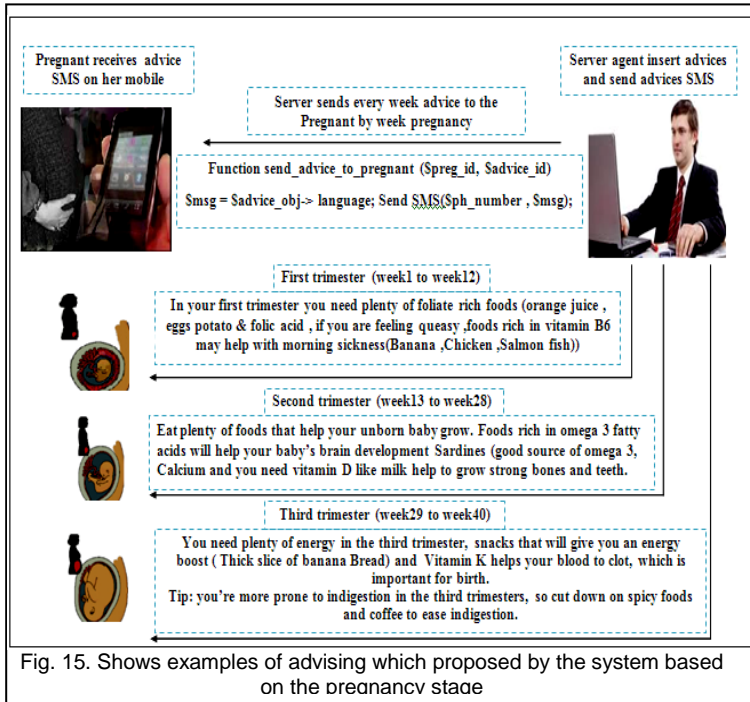 Pregnant receives advice
SMS on her mobile
Server agent insert advices
and send advices SMS
Server sends every week advice to the
Pregnant by week pregnancy
Function send_advice_to_pregnant ($preg_id, $advice_id)
$msg = $advice_obj-> language; Send SMS($ph_number , $msg);
First trimester (week1 to week12)
In your first trimester you need plenty of foliate rich foods (orange juice ,
eggs potato & folic acid , if you are feeling queasy ,foods rich in vitamin B6
may help with morning sickness(Banana ,Chicken ,Salmon fish))
Second trimester (week13 to week28)
Eat plenty of foods that help your unborn baby grow. Foods rich in omega 3 fatty
acids will help your baby's brain development Sardines (good source of omega 3,
Calcium and you need vitamin D like milk help to grow strong bones and teeth.
Third trimester (week29 to week40)
You need plenty of energy in the third trimester, snacks that will give you an energy
boost ( Thick slice of banana Bread) and Vitamin K helps your blood to clot, which is
important for birth.
Tip: you're more prone to indigestion in the third trimesters, so cut down on spicy foods
and coffee to ease indigestion.
Fig. 15. Shows examples of advising which proposed by the system based
on the pregnancy stage